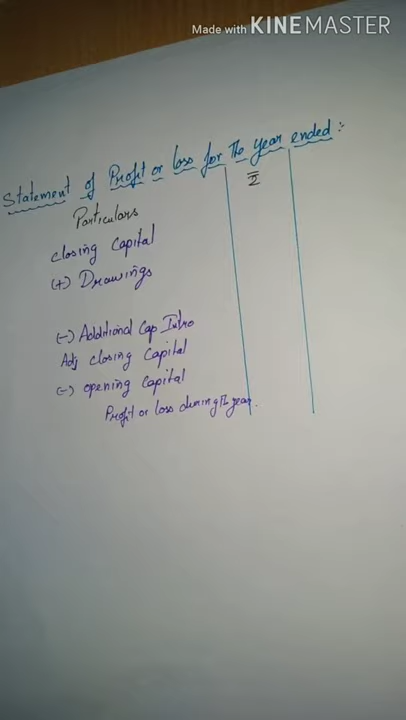 Made with KINEMASTER
Statement of Profit or loss for The year ended :-
Particulars
closing Capital
(+) Drawings
(-) Additional Cap Intro
Adj closing Capital
(-) opening Capital
Profit or loss during the year.